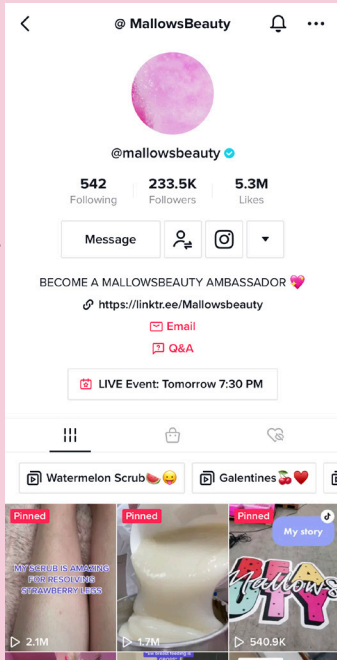 @ MallowsBeauty
@mallowsbeauty
542 233.5K 5.3M
Following Followers Likes
Message
BECOME A MALLOWSBEAUTY AMBASSADOR 💖
https://linktr.ee/Mallowsbeauty
Email
Q&A
LIVE Event: Tomorrow 7:30 PM
Watermelon Scrub🍉😛 Galentines🍒♥️
Pinned Pinned Pinned
My story
MY SCRUB IS AMAZING
FOR RESOLVING
STRAWBERRY LEGS
Mallows
BEAUTY
2.1M 1.7M 540.9K